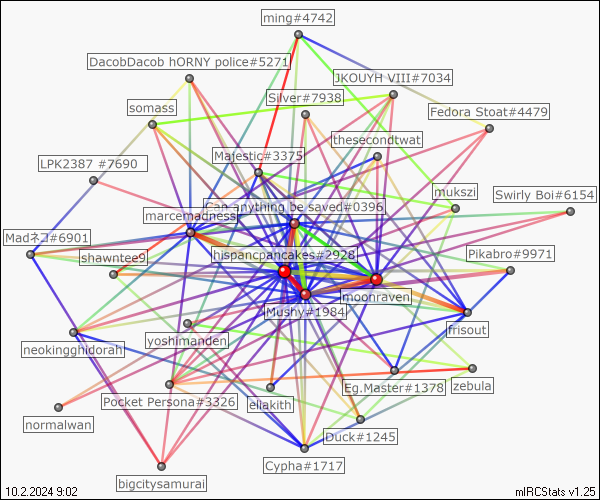 ming#4742
DacobDacob hORNY police#5271
JKOUYH VIII#7034
Silver#7938
somass
Fedora Stoat#4479
thesecondtwat
Majestic#3375
LPK2387 #7690
mukszi
Swirly Boi#6154
Can anything be saved#0396
marcemadness
Madネコ#6901
hispancpancakes#2928
Pikabro#9971
shawntee9
moonraven
Mushy#1984
frisout
yoshimanden
neokingghidorah
Eg.Master#1378
zebula
Pocket Persona#3326
eliakith
normalwan
Duck#1245
Cypha#1717
bigcitysamurai
10.2.2024 9:02
mIRCStats v1.25